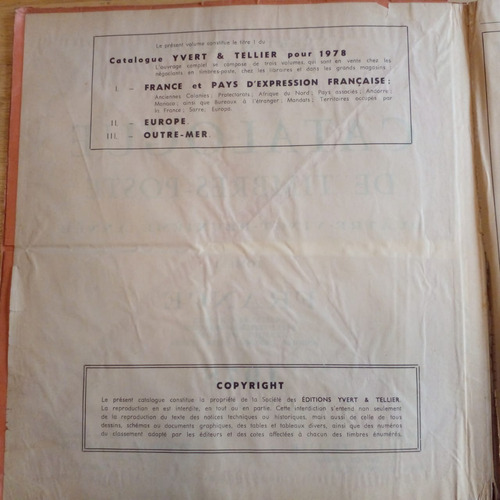 Le présent volume constitue le tôme I du
Catalogue YVERT & TELLIER pour 1978
L'ouvrage complet se compose de trois volumes, qui sont en vente chez les
négociants en timbres-poste, chez les libraires et dans les grands magasins :
I. - FRANCE et PAYS D'EXPRESSION FRANÇAISE :
Anciennes Colonies ; Protectorats ; Afrique du Nord ; Pays associés ; Andorre ;
Monaco ; ainsi que Bureaux à l'étranger ; Mandats ; Territoires occupés par
la France ; Sarre ; Europa.
II. - EUROPE.
III. - OUTRE-MER.
DE TIMBRES-POSTE
COPYRIGHT
Le présent catalogue constitue la propriété de la Société des ÉDITIONS YVERT & TELLIER.
La reproduction en est interdite, en tout ou en partie. Cette interdiction s'entend non seulement
de la reproduction du texte des notices techniques ou historiques, mais aussi de celle de tous
dessins, schémas ou documents graphiques, des tables et tableaux divers, ainsi que des numéros
de classement adopté par les éditeurs et des cotes affectées à chacun des timbres énumérés.